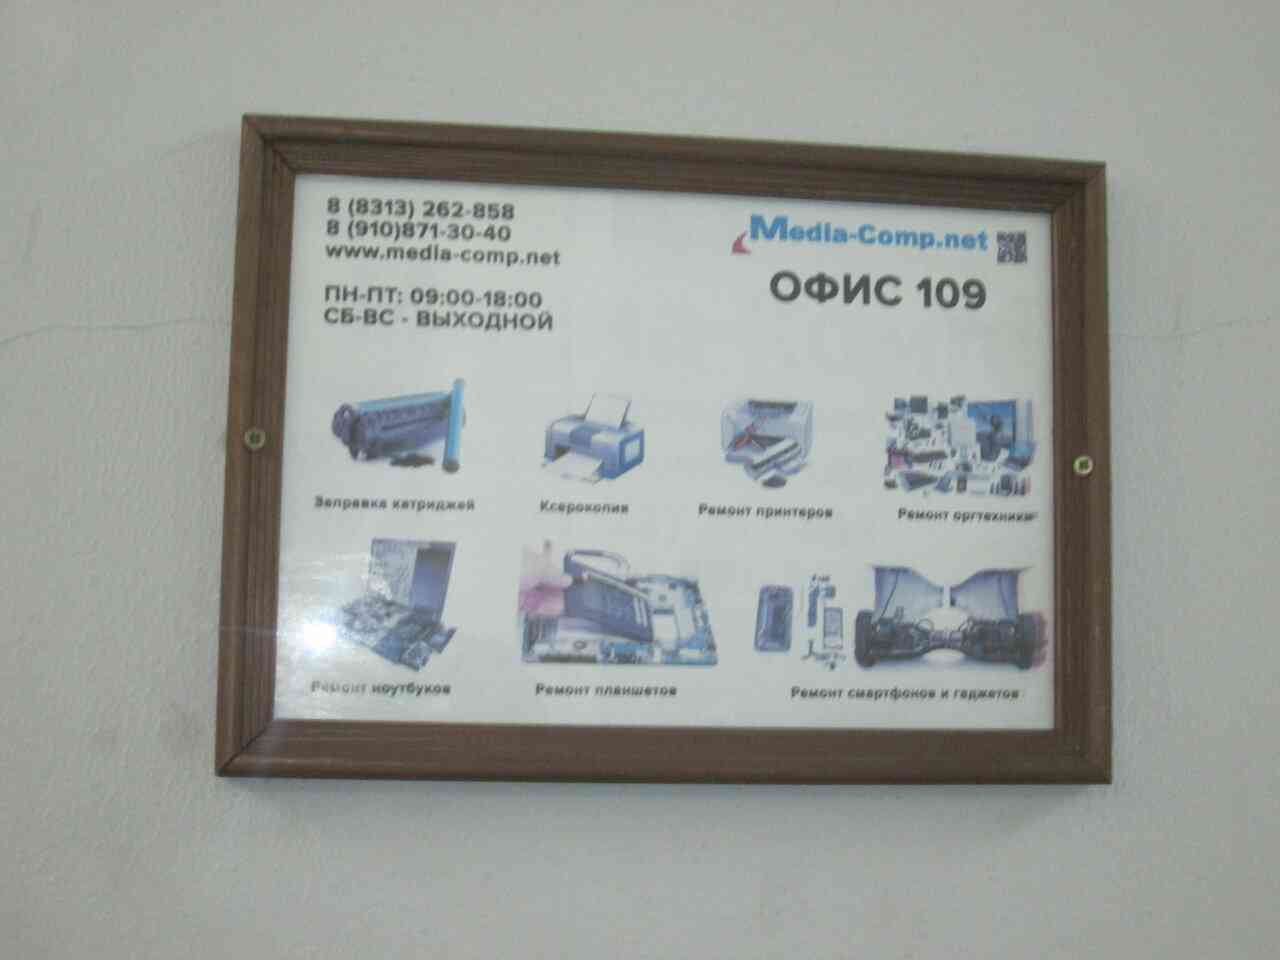 8 (8313) 262-858
8 (910)871-30-40
www.media-comp.net
ПН-ПТ: 09:00-18:00
СБ-ВС - ВЫХОДНОЙ
Media-Comp.net
ОФИС 109
Заправка катриджей
Ксерокопия
Ремонт принтеров
Ремонт оргтехники
Ремонт ноутбуков
Ремонт планшетов
Ремонт смартфонов и гаджетов